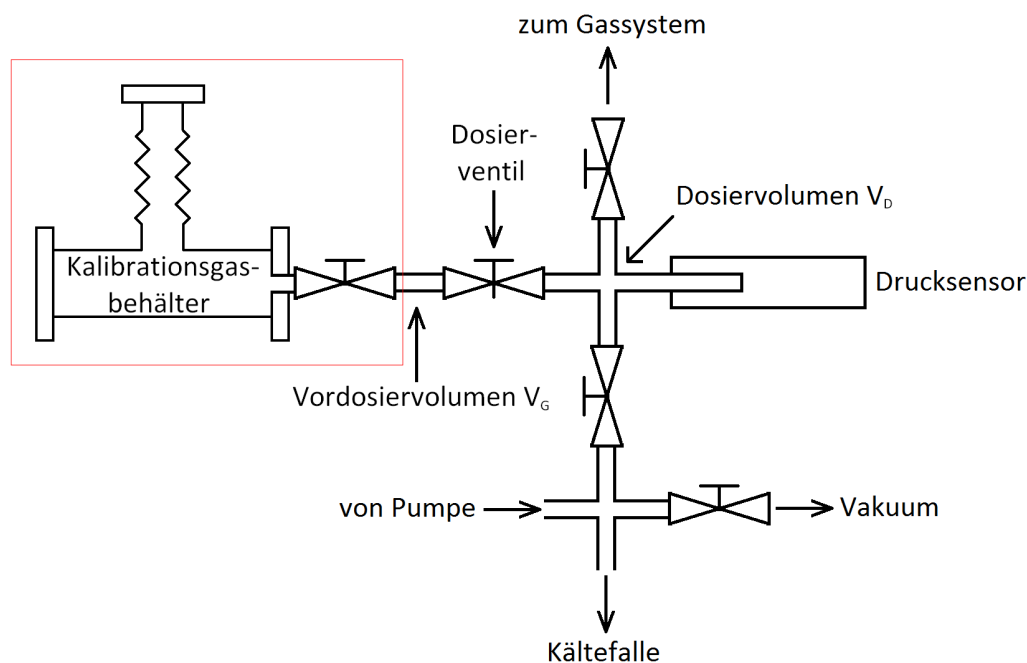 zum Gassystem
Dosier-
ventil
Dosiervolumen V_D
Kalibrationsgas-
behälter
Drucksensor
Vordosiervolumen V_G
von Pumpe
Vakuum
Kältefalle